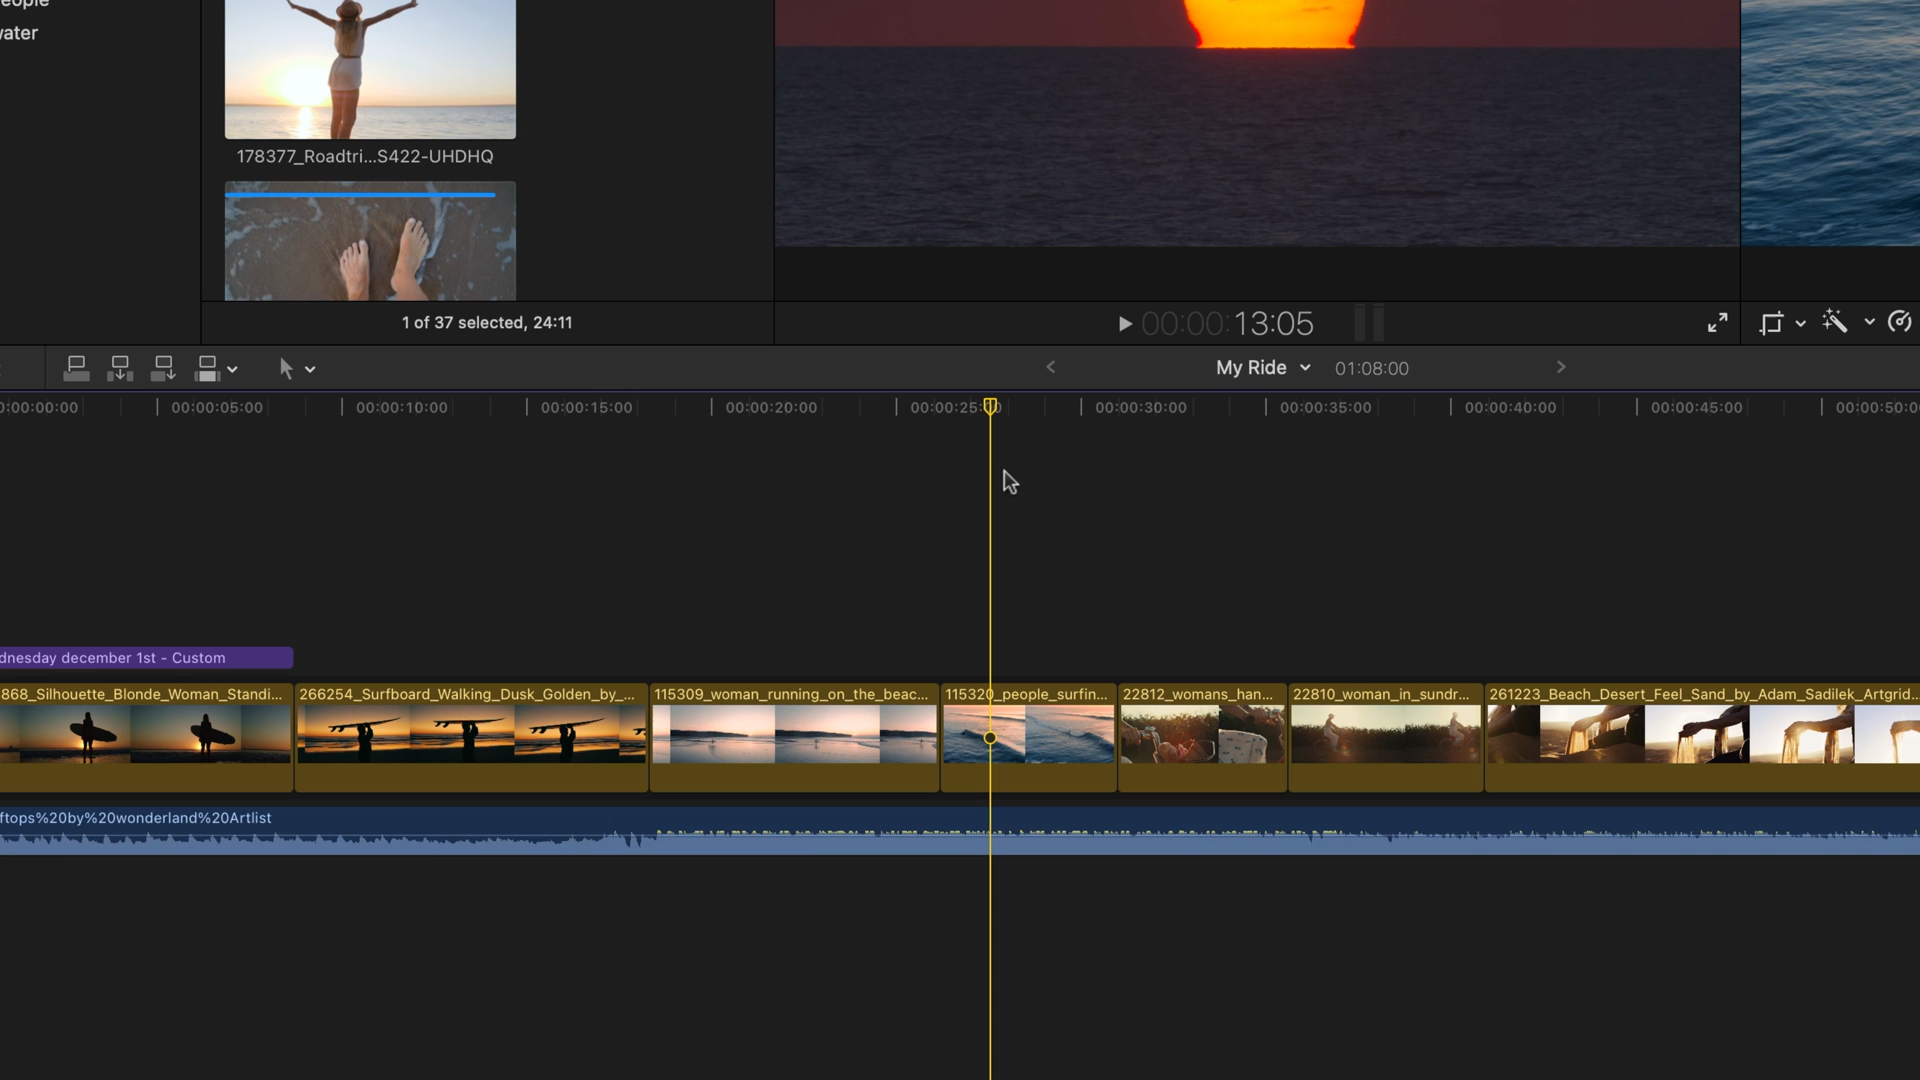 eople
water
178377_Roadtri...S422-UHDHQ
1 of 37 selected, 24:11
00:00:13:05
My Ride
01:08:00
0:00:00:00
00:00:05:00
00:00:10:00
00:00:15:00
00:00:20:00
00:00:25:00
00:00:30:00
00:00:35:00
00:00:40:00
00:00:45:00
00:00:50:00
dnesday december 1st - Custom
868_Silhouette_Blonde_Woman_Standi...
266254_Surfboard_Walking_Dusk_Golden_by_...
115309_woman_running_on_the_beac...
115320_people_surfin...
22812_womans_han...
22810_woman_in_sundr...
261223_Beach_Desert_Feel_Sand_by_Adam_Sadilek_Artgrid...
ftops%20by%20wonderland%20Artlist